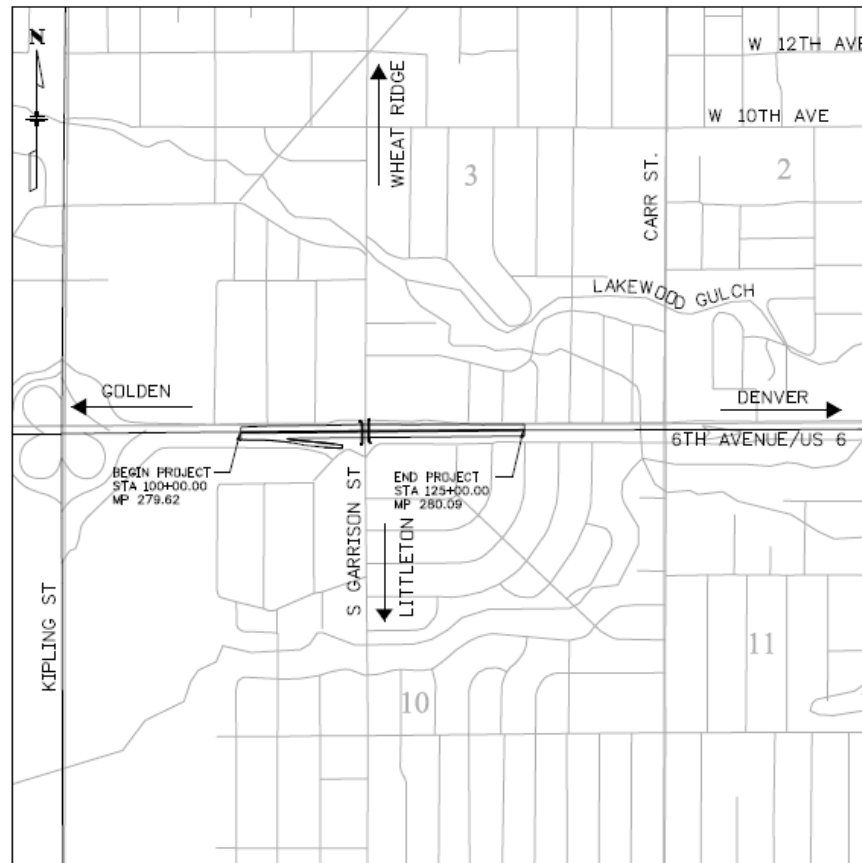 N
W 12TH AVE
WHEAT RIDGE
W 10TH AVE
3
2
CARR ST.
LAKEWOOD GULCH
GOLDEN
DENVER
6TH AVENUE/US 6
BEGIN PROJECT
STA 100+00.00
MP 279.62
END PROJECT
STA 125+00.00
MP 280.09
S GARRISON ST
LITTLETON
KIPLING ST
11
10